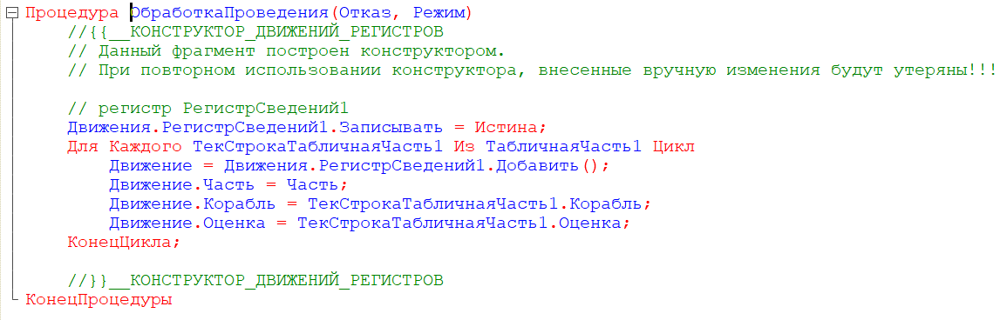 Процедура ОбработкаПроведения(Отказ, Режим)
//{{__КОНСТРУКТОР_ДВИЖЕНИЙ_РЕГИСТРОВ
// Данный фрагмент построен конструктором.
// При повторном использовании конструктора, внесенные вручную изменения будут утеряны!!!
// регистр РегистрСведений1
Движения.РегистрСведений1.Записывать = Истина;
Для Каждого ТекСтрокаТабличнаяЧасть1 Из ТабличнаяЧасть1 Цикл
Движение = Движения.РегистрСведений1.Добавить();
Движение.Часть = Часть;
Движение.Корабль = ТекСтрокаТабличнаяЧасть1.Корабль;
Движение.Оценка = ТекСтрокаТабличнаяЧасть1.Оценка;
КонецЦикла;
//}}__КОНСТРУКТОР_ДВИЖЕНИЙ_РЕГИСТРОВ
КонецПроцедуры